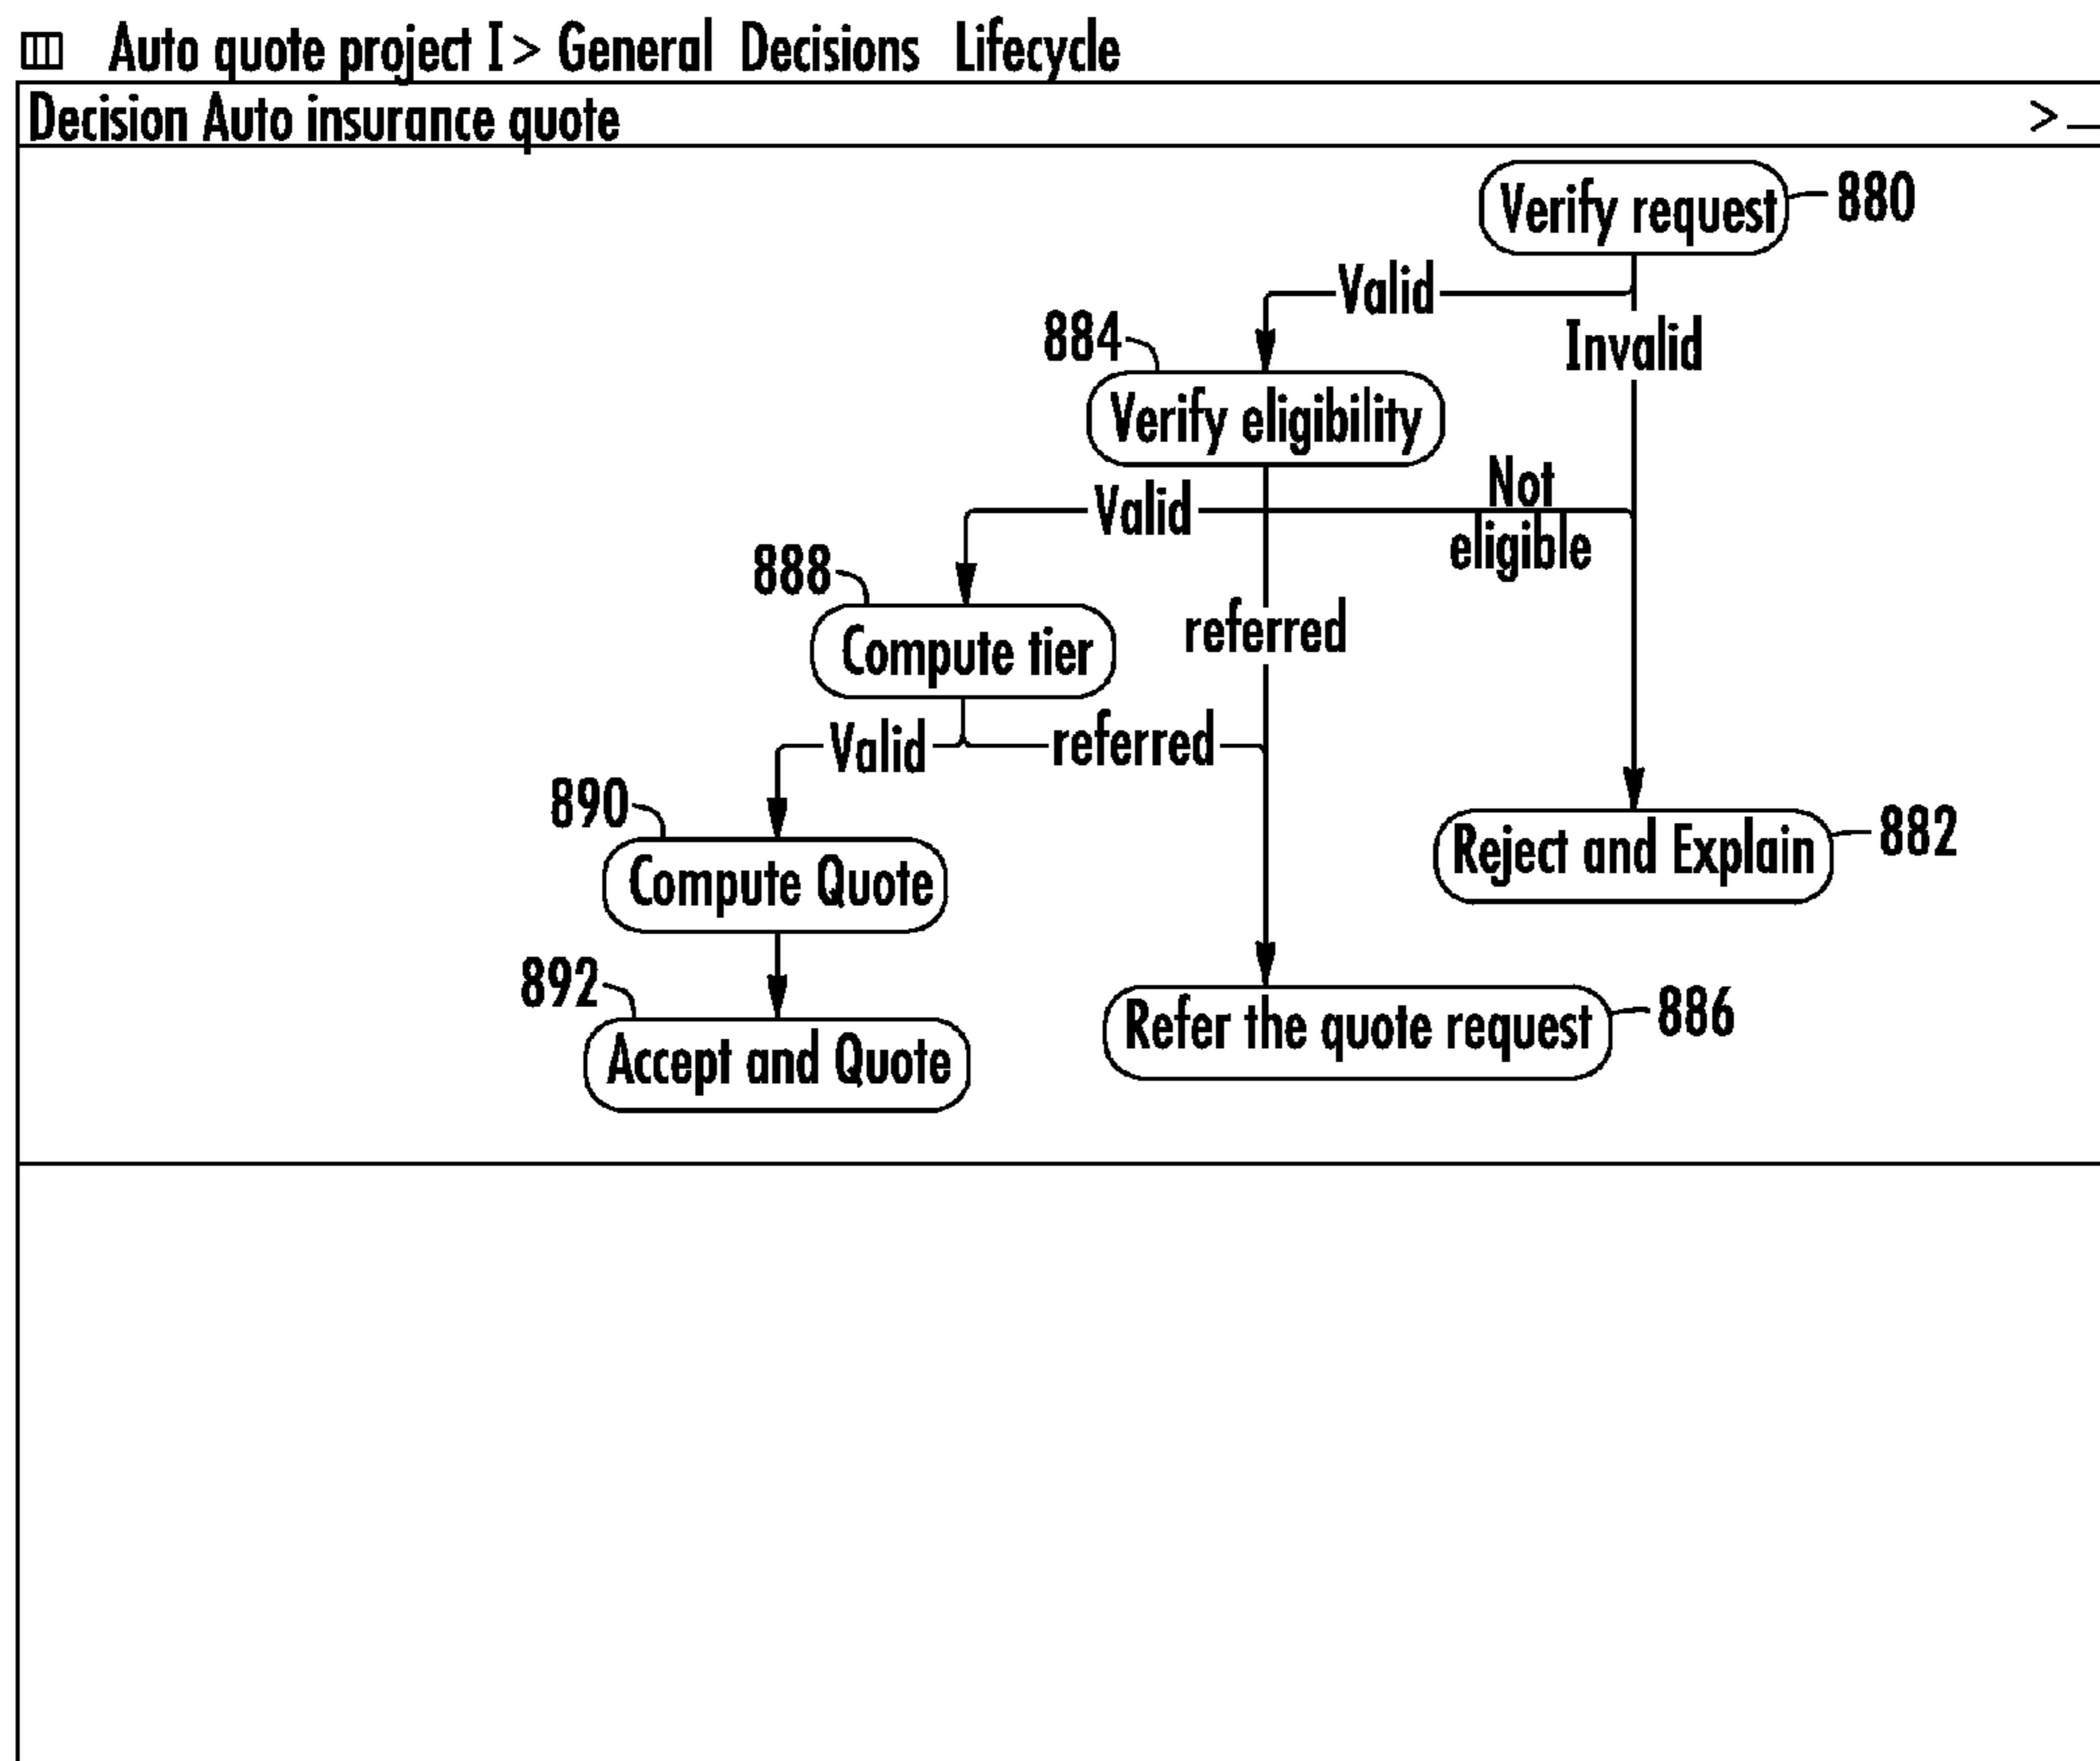 Auto quote project I > General Decisions Lifecycle
Decision Auto insurance quote
>_
Verify request
880
Valid
Invalid
884
Verify eligibility
Valid
Not
eligible
888
Compute tier
referred
Valid
referred
890
Compute Quote
Reject and Explain
882
892
Accept and Quote
Refer the quote request
886